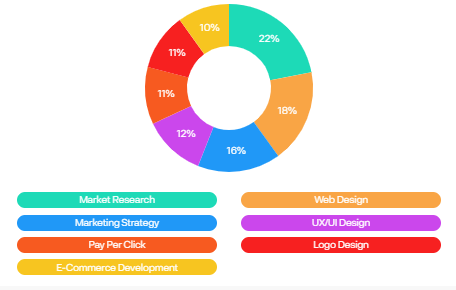 10%
22%
11%
11%
18%
12%
16%
Market Research
Web Design
Marketing Strategy
UX/UI Design
Pay Per Click
Logo Design
E-Commerce Development